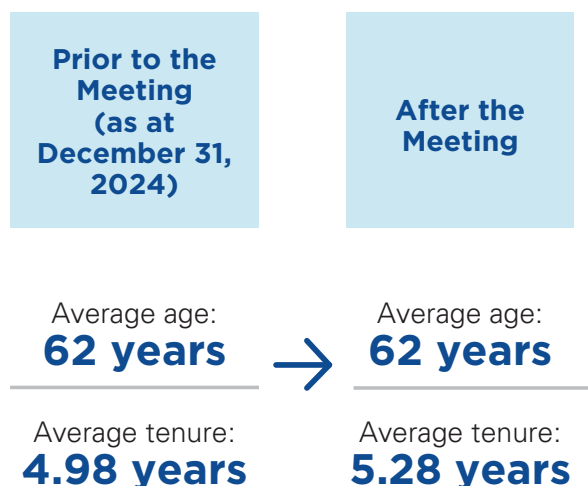 Prior to the
Meeting
(as at
December 31,
2024)
After the
Meeting
Average age:
62 years
Average age:
62 years
Average tenure:
4.98 years
Average tenure:
5.28 years